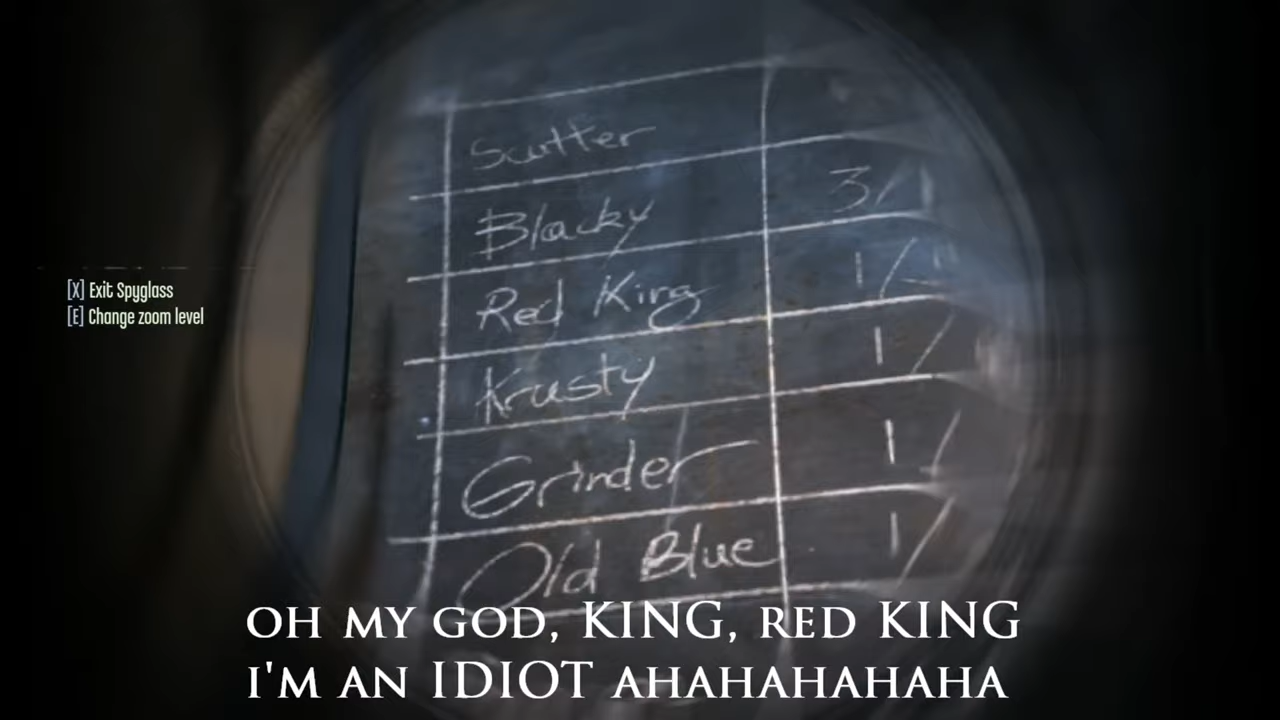 Scutter
Blacky 3/1
Red King 1/
Krusty 1/
Grinder 1/
Old Blue 1/
[X] Exit Spyglass
[E] Change zoom level
OH MY GOD, KING, RED KING
I'M AN IDIOT AHAHAHAHAHA